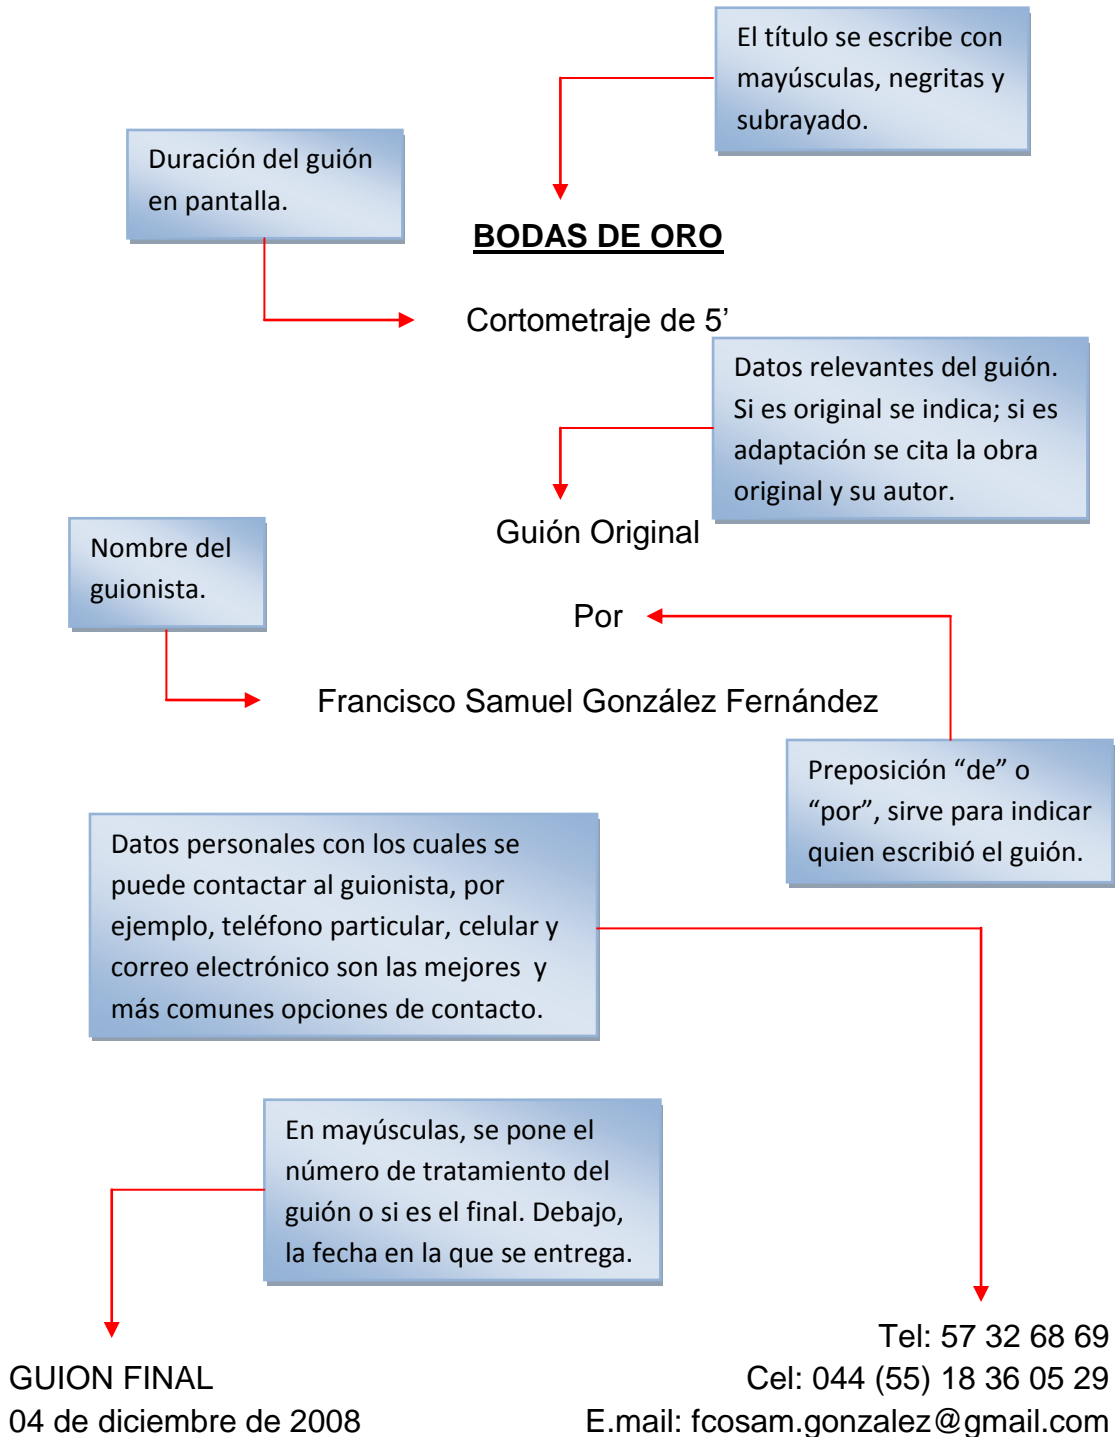 El título se escribe con
mayúsculas, negritas y
subrayado.
Duración del guión
en pantalla.
BODAS DE ORO
Cortometraje de 5’
Datos relevantes del guión.
Si es original se indica; si es
adaptación se cita la obra
original y su autor.
Guión Original
Nombre del
guionista.
Por
Francisco Samuel González Fernández
Preposición “de” o
“por”, sirve para indicar
quien escribió el guión.
Datos personales con los cuales se
puede contactar al guionista, por
ejemplo, teléfono particular, celular y
correo electrónico son las mejores y
más comunes opciones de contacto.
En mayúsculas, se pone el
número de tratamiento del
guión o si es el final. Debajo,
la fecha en la que se entrega.
Tel: 57 32 68 69
GUION FINAL
Cel: 044 (55) 18 36 05 29
04 de diciembre de 2008
E.mail: fcosam.gonzalez@gmail.com